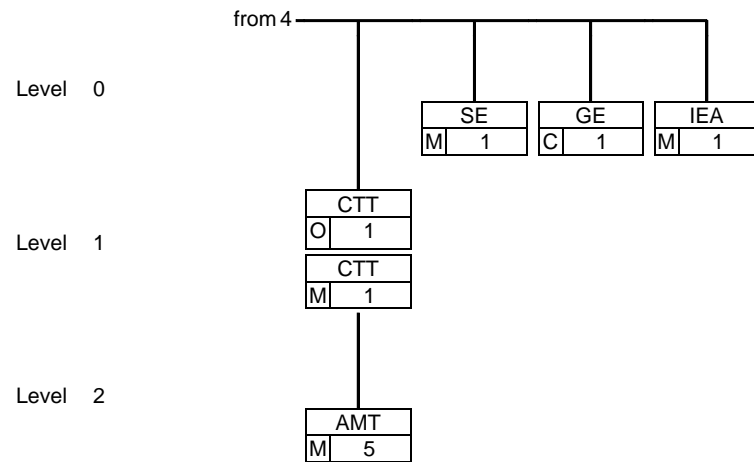 from 4
Level 0
SE GE IEA
M 1 C 1 M 1
CTT
O 1
Level 1
CTT
M 1
Level 2
AMT
M 5